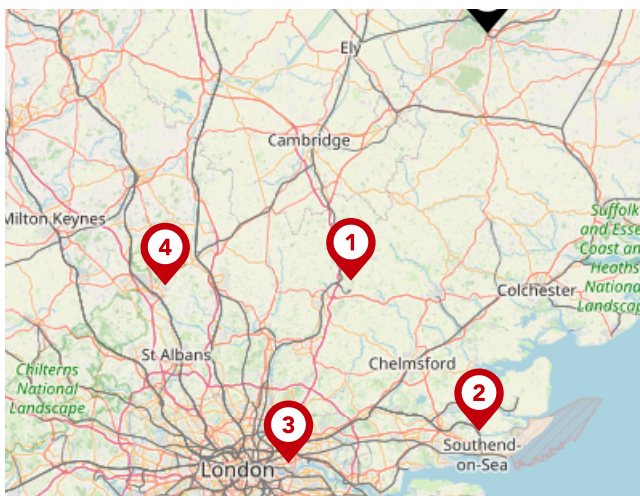 Ely
Cambridge
Milton Keynes
Suffolk
and Esse
Coast an
Heaths
Nationa
Landscap
4
1
Colchester
St Albans
Chelmsford
Chilterns
National
Landscape
2
3
Southend-
on-Sea
London